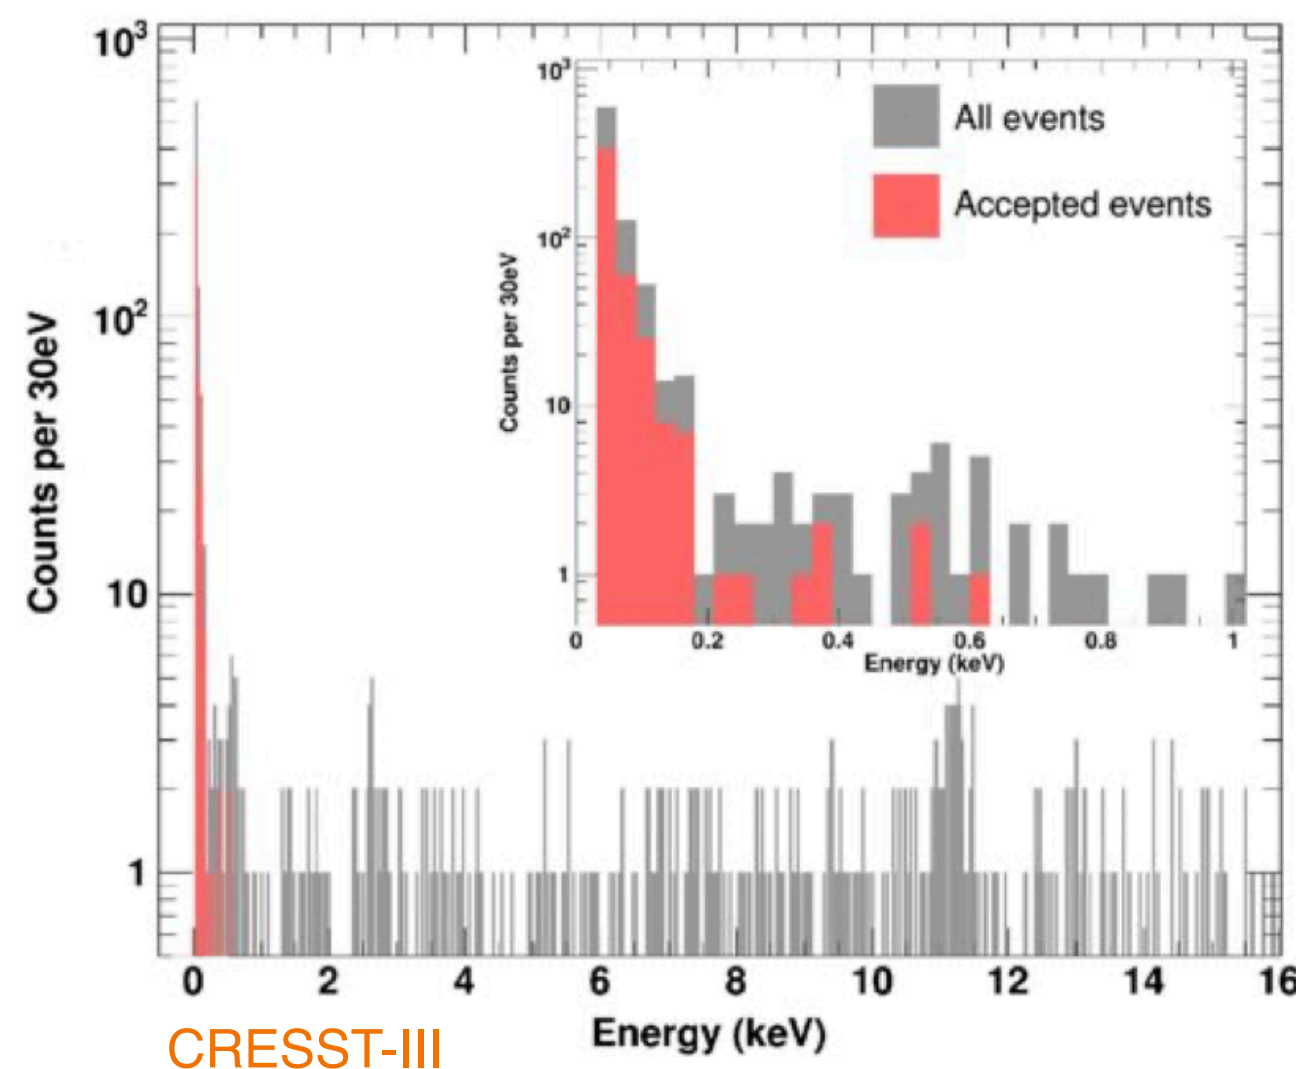 10³
10²
10
1
Counts per 30eV
0 2 4 6 8 10 12 14 16
Energy (keV)
10³
10²
10
1
Counts per 30eV
All events
Accepted events
0 0.2 0.4 0.6 0.8 1
Energy (keV)
CRESST-III